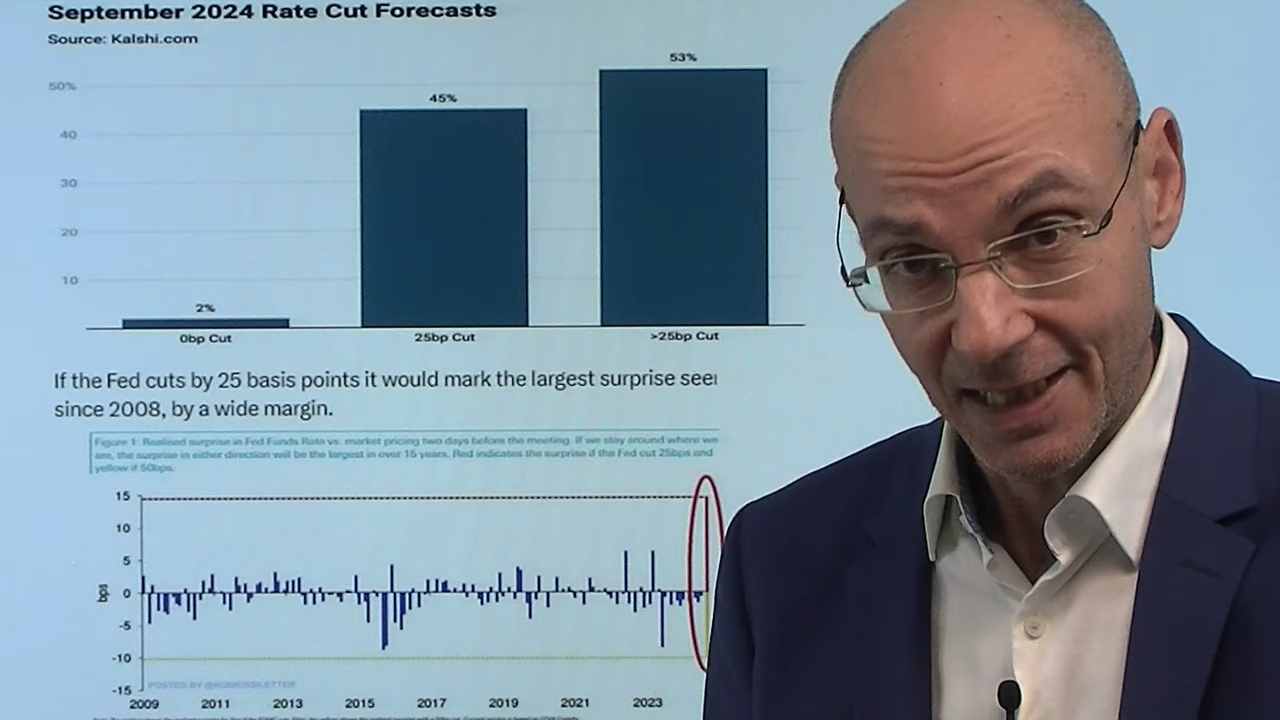 September 2024 Rate Cut Forecasts
Source: Kalshi.com
53%
50%
45%
40
30
20
10
2%
0bp Cut
25bp Cut
>25bp Cut
If the Fed cuts by 25 basis points it would mark the largest surprise seen
since 2008, by a wide margin.
Figure 1: Realised surprise in Fed Funds Rate vs. market pricing two days before the meeting. If we stay around where we
are, the surprise in either direction will be the largest in over 15 years. Red indicates the surprise if the Fed cut 25bps and
yellow if 50bps.
15
10
5
bps
0
-5
-10
-15
POSTED BY @KOBEISSILETTER
2009
2011
2013
2015
2017
2019
2021
2023